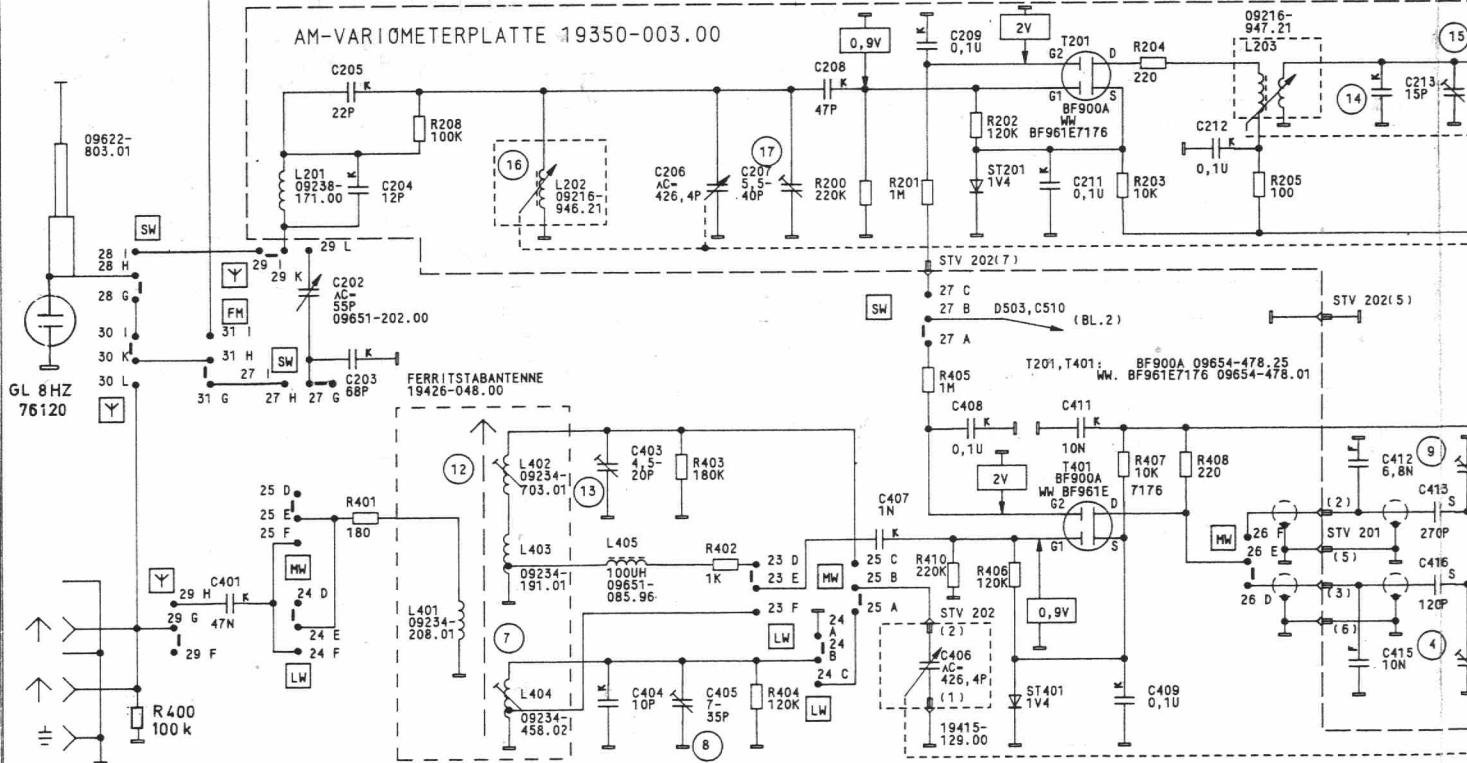 AM-VARIOMETERPLATTE 19350-003.00
09622-
803.01
GL 8HZ
76120
SW
28 I
28 H
28 G
30 I
30 K
30 L
FM
31 I
31 H
31 G
27 I
SW
27 H
27 G
29 I
29 K
29 L
C202
ΛC=
55P
09651-202.00
C203
K
68P
C205
K
22P
L201
09238-
171.00
K
C204
12P
R208
100K
16
L202
09216-
946.21
C206
ΛC=
426,4P
17
C207
5,5-
40P
C208
K
47P
0,9V
R200
220K
R201
1M
K
C209
0,1U
2V
T201
G2
D
G1
S
BF900A
WW
BF961E7176
R202
120K
ST201
1V4
K
C211
0,1U
R203
10K
R204
220
09216-
947.21
L203
C212
K
0,1U
R205
100
14
K
C213
15P
15
STV 202(7)
SW
27 C
27 B
27 A
D503,C510
(BL.2)
STV 202(5)
T201,T401: BF900A 09654-478.25
WW. BF961E7176 09654-478.01
R405
1M
C408
K
0,1U
C411
K
10N
2V
T401
BF900A
WW BF961E
7176
G2
D
G1
S
R407
10K
R408
220
FERRITSTABANTENNE
19426-048.00
12
L402
09234-
703.01
13
C403
4,5-
20P
R403
180K
L403
09234-
191.01
L405
100UH
09651-
085.96
R402
1K
23 D
23 E
23 F
C407
1N
K
MW
25 C
25 B
25 A
R410
220K
R406
120K
0,9V
STV 202
(2)
C406
ΛC=
426,4P
(1)
19415-
129.00
ST401
1V4
K
C409
0,1U
LW
24
A
24
B
24 C
LW
7
L404
09234-
458.02
K
C404
10P
C405
7-
35P
8
R404
120K
L401
09234-
208.01
R401
180
25 D
25 E
25 F
MW
24 D
24 E
24 F
LW
29 H
29 G
29 F
C401
K
47N
R400
100k
MW
26 F
26 E
26 D
(2)
STV 201
(5)
(3)
(6)
F
C412
6,8N
9
C413
S
270P
C416
S
120P
F
C415
10N
4